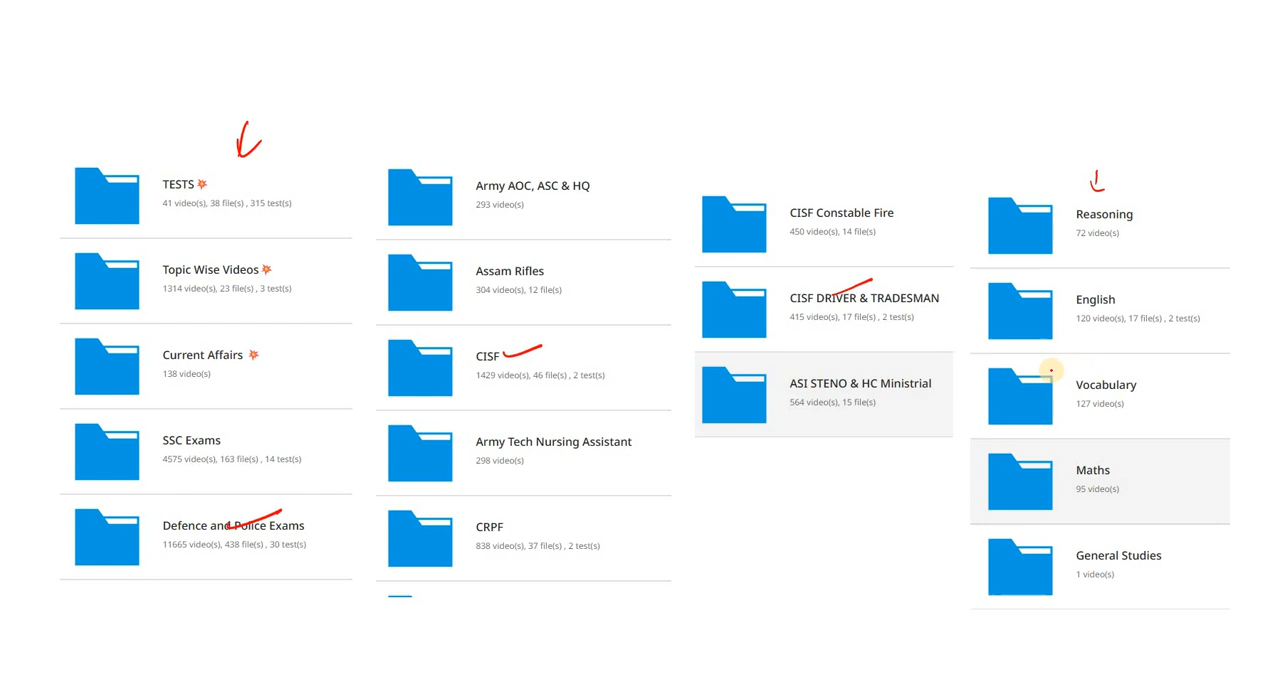 TESTS
41 video(s), 38 file(s) , 315 test(s)
Topic Wise Videos
1314 video(s), 23 file(s) , 3 test(s)
Current Affairs
138 video(s)
SSC Exams
4575 video(s), 163 file(s) , 14 test(s)
Defence and Police Exams
11665 video(s), 438 file(s) , 30 test(s)
Army AOC, ASC & HQ
293 video(s)
Assam Rifles
304 video(s), 12 file(s)
CISF
1429 video(s), 46 file(s) , 2 test(s)
Army Tech Nursing Assistant
298 video(s)
CRPF
838 video(s), 37 file(s) , 2 test(s)
CISF Constable Fire
450 video(s), 14 file(s)
CISF DRIVER & TRADESMAN
415 video(s), 17 file(s) , 2 test(s)
ASI STENO & HC Ministrial
564 video(s), 15 file(s)
Reasoning
72 video(s)
English
120 video(s), 17 file(s) , 2 test(s)
Vocabulary
127 video(s)
Maths
95 video(s)
General Studies
1 video(s)